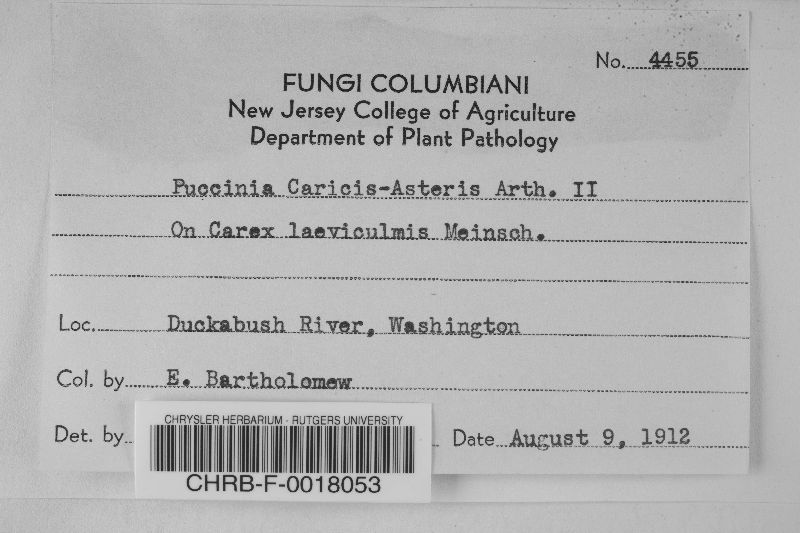 No. 4455
FUNGI COLUMBIANI
New Jersey College of Agriculture
Department of Plant Pathology
Puccinia Caricis-Asteris Arth. II
On Carex laeviculmis Meinsch.
Loc. Duckabush River, Washington
Col. by E. Bartholomew
Det. by
Date August 9, 1912
CHRYSLER HERBARIUM - RUTGERS UNIVERSITY
CHRB-F-0018053